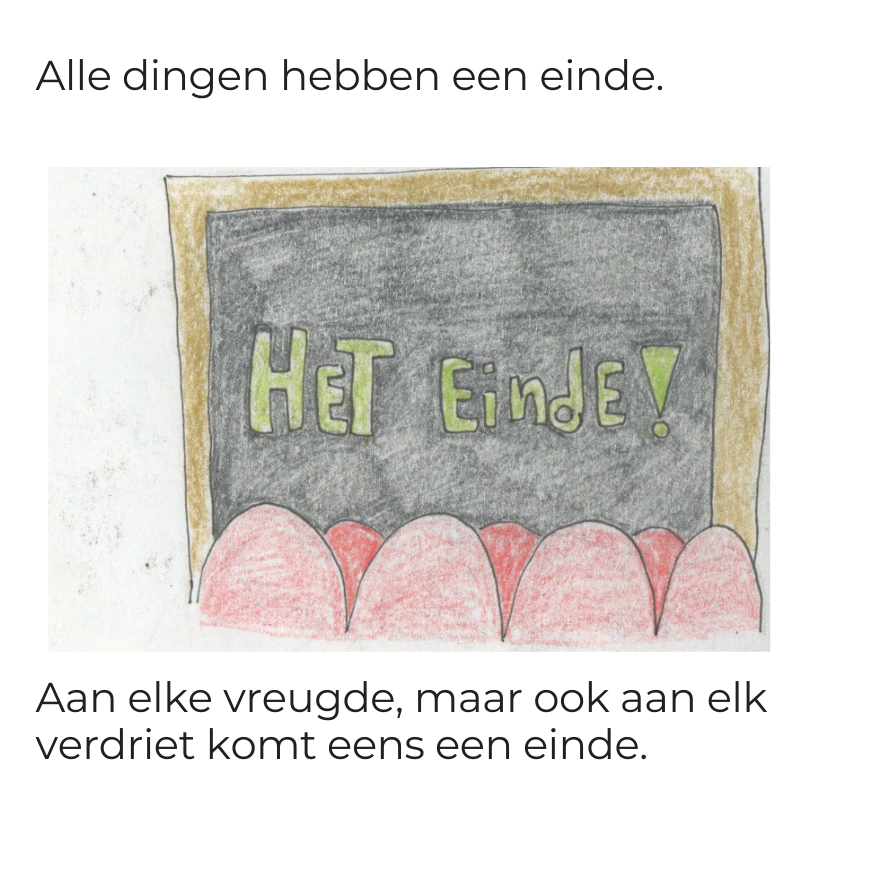 Alle dingen hebben een einde.
HET EindE!
Aan elke vreugde, maar ook aan elk
verdriet komt eens een einde.